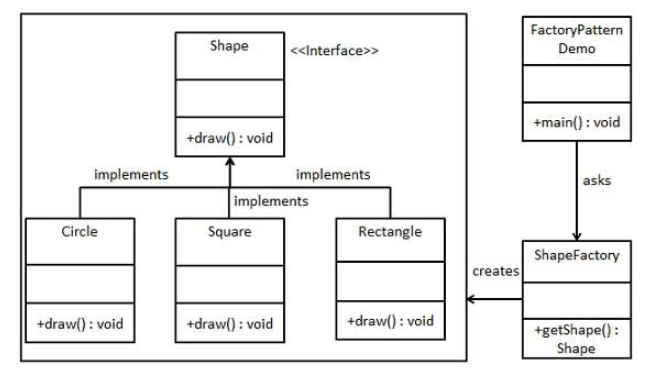 Shape
<<Interface>>
+draw() : void
implements
implements
implements
Circle
+draw() : void
Square
+draw() : void
Rectangle
+draw() : void
FactoryPattern
Demo
+main() : void
asks
creates
ShapeFactory
+getShape() :
Shape